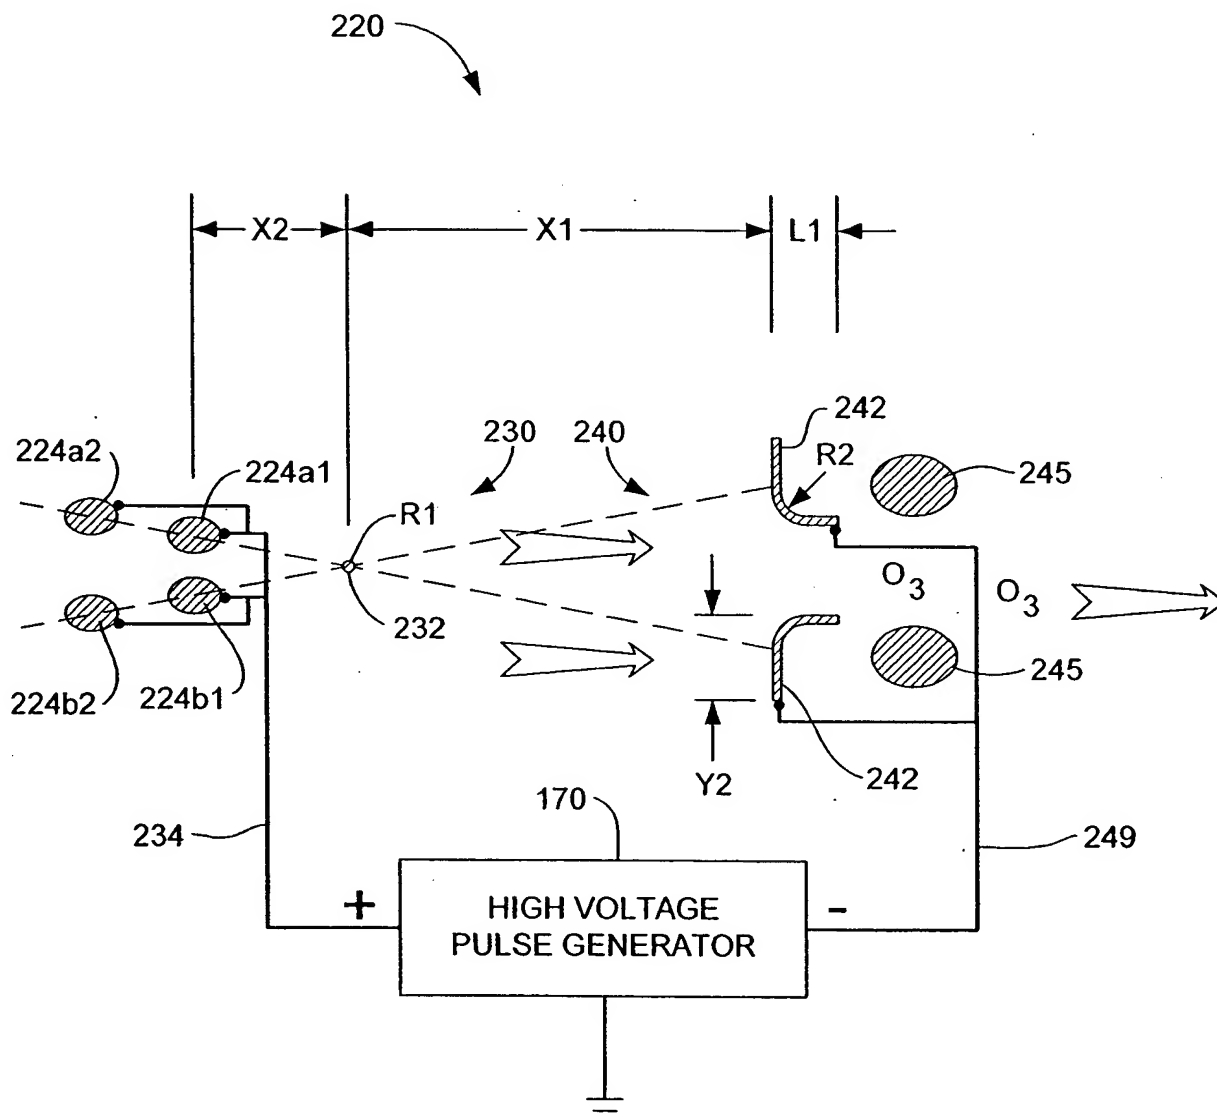 220
X2
X1
L1
242
224a2
224a1
230
240
R2
245
R1
O3
O3
232
224b2
224b1
Y2
242
245
170
234
249
+
-
HIGH VOLTAGE
PULSE GENERATOR